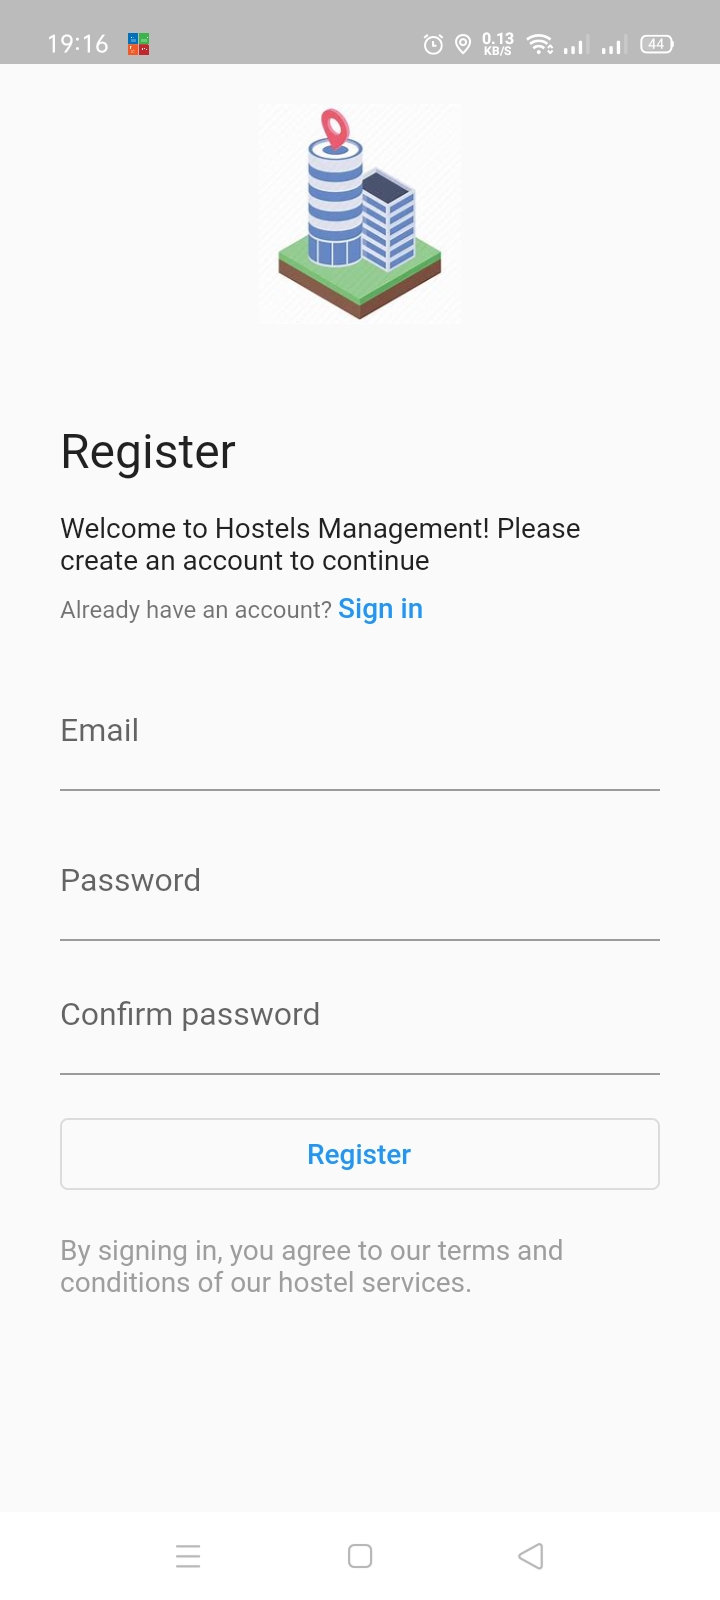 19:16
0.13
KB/S
44
Register
Welcome to Hostels Management! Please
create an account to continue
Already have an account? Sign in
Email
Password
Confirm password
Register
By signing in, you agree to our terms and
conditions of our hostel services.